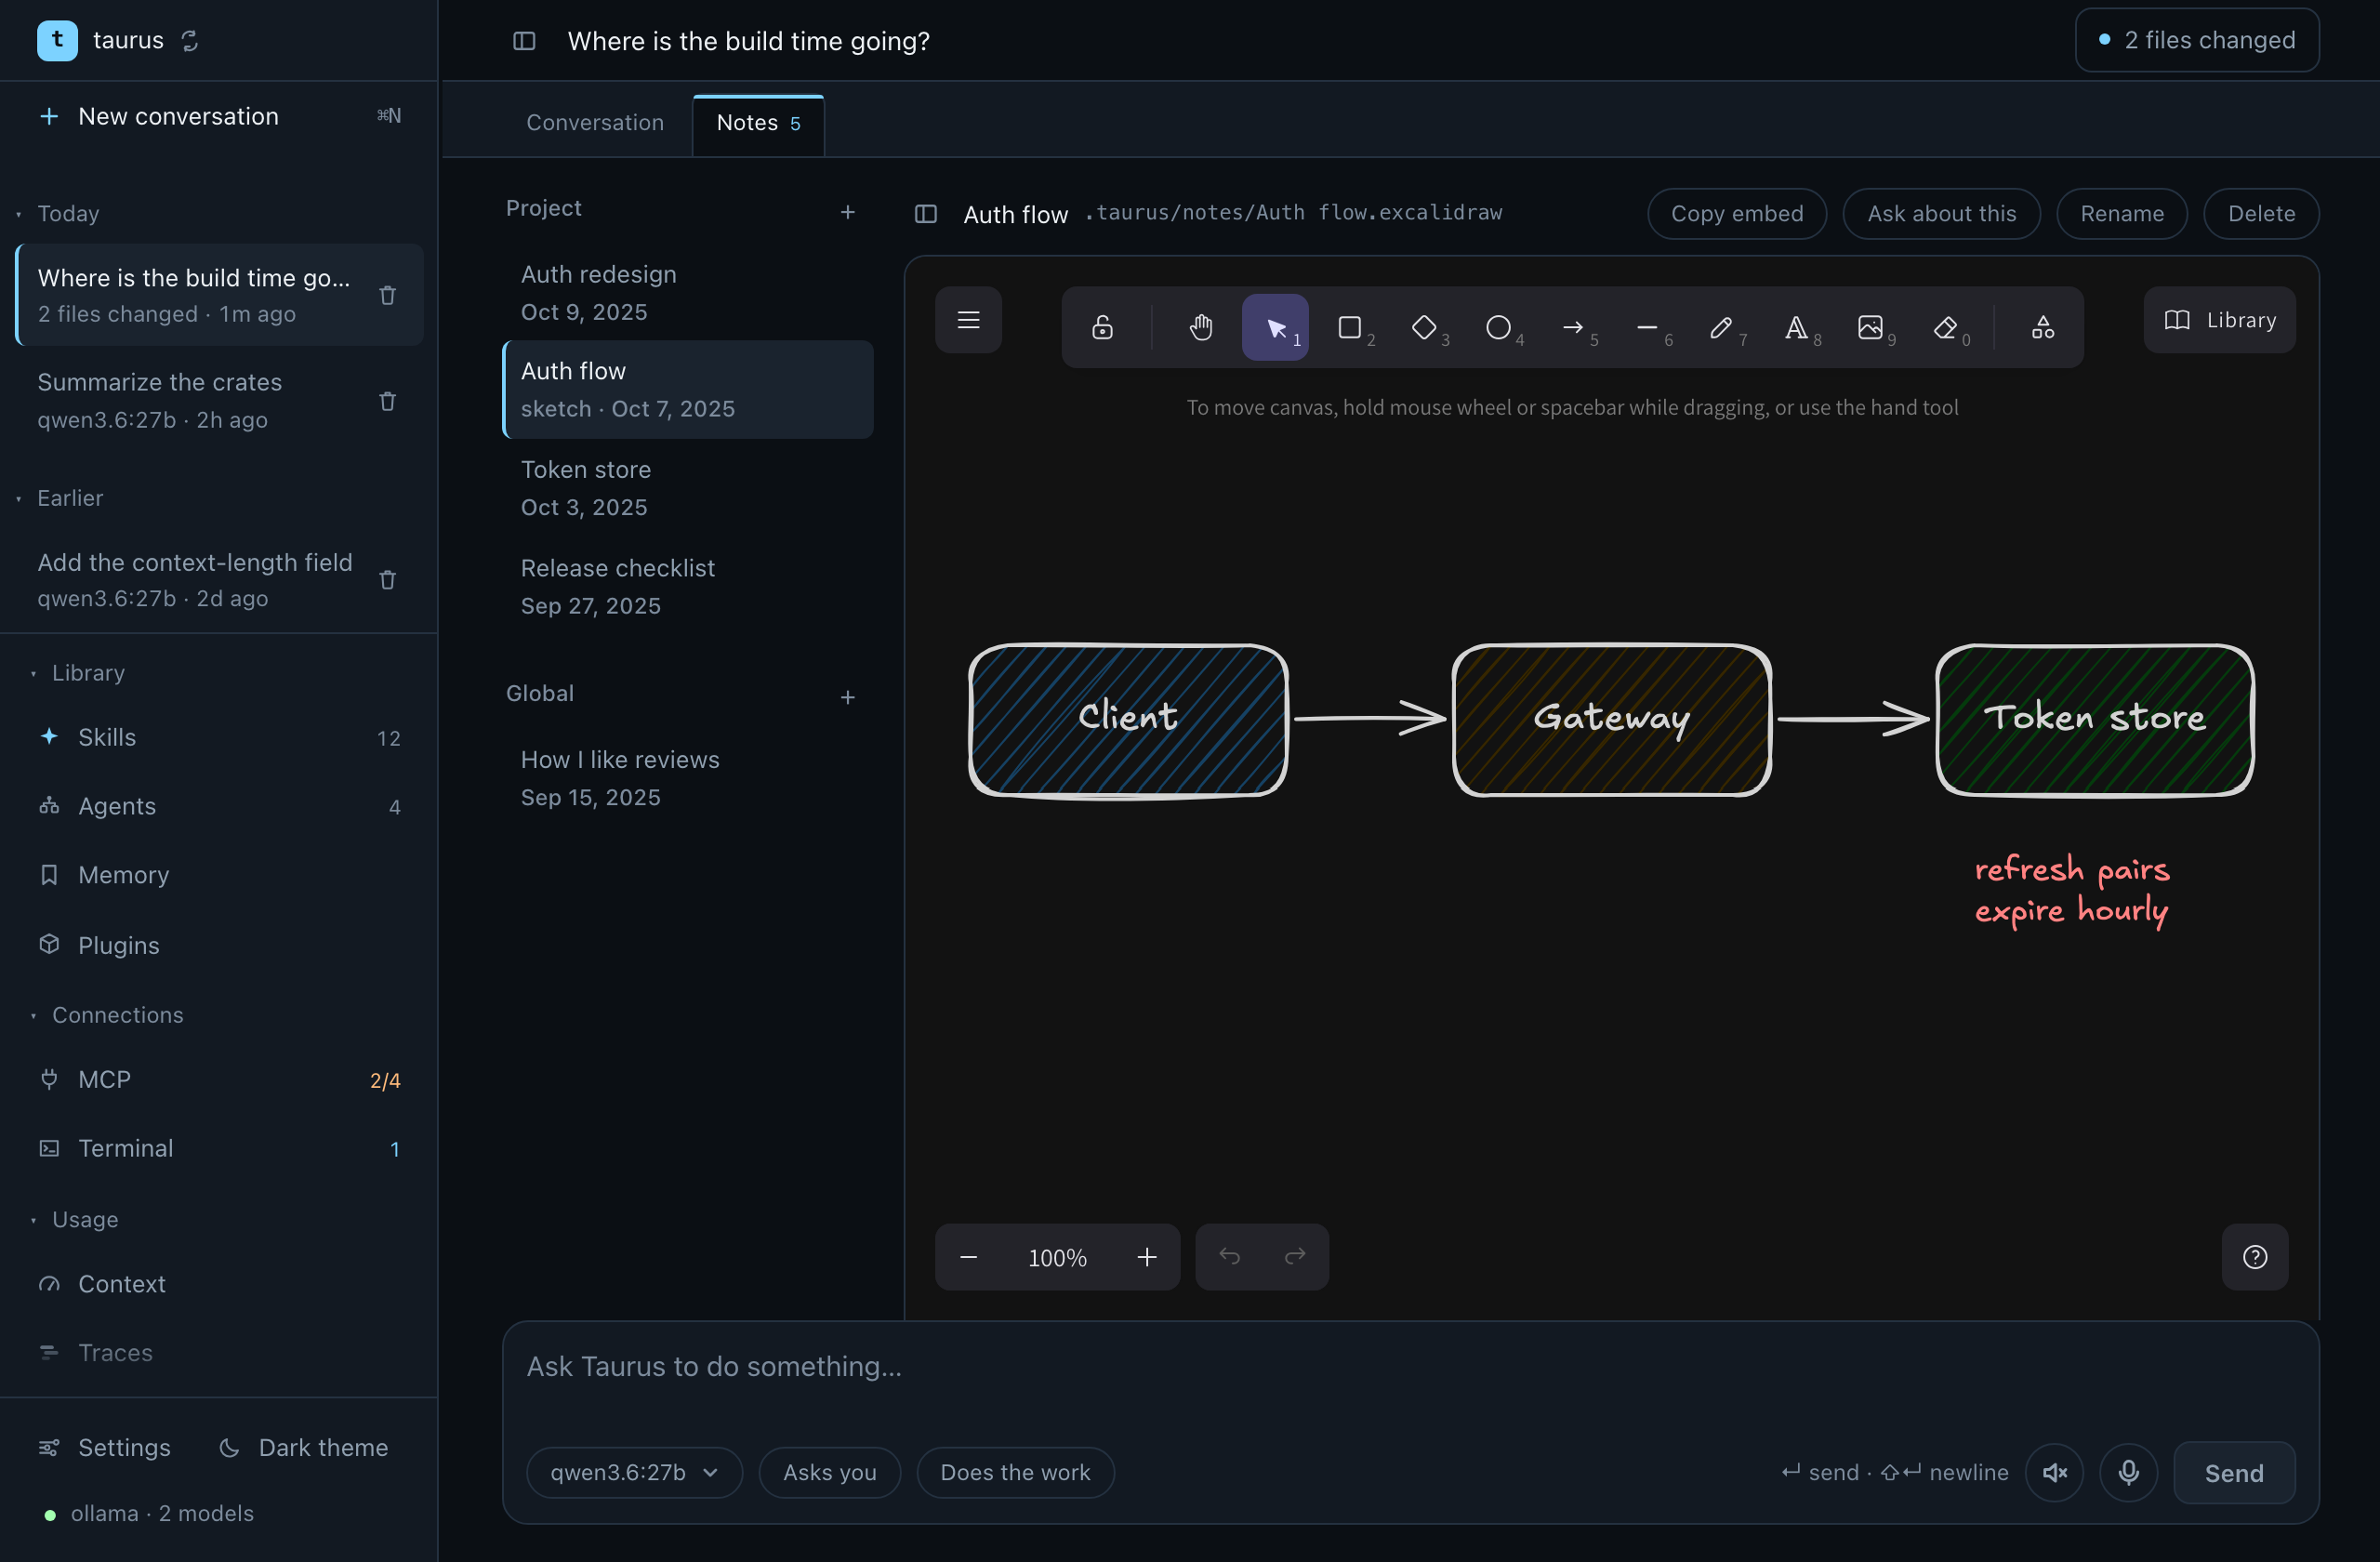 t taurus
New conversation ⌘N
Today
Where is the build time go...
2 files changed · 1m ago
Summarize the crates
qwen3.6:27b · 2h ago
Earlier
Add the context-length field
qwen3.6:27b · 2d ago
Library
Skills 12
Agents 4
Memory
Plugins
Connections
MCP 2/4
Terminal 1
Usage
Context
Traces
Settings Dark theme
ollama · 2 models
Where is the build time going?
2 files changed
Conversation Notes 5
Project +
Auth redesign
Oct 9, 2025
Auth flow
sketch · Oct 7, 2025
Token store
Oct 3, 2025
Release checklist
Sep 27, 2025
Global +
How I like reviews
Sep 15, 2025
Auth flow .taurus/notes/Auth flow.excalidraw
Copy embed Ask about this Rename Delete
1 2 3 4 5 6 7 A 8 9 0
Library
To move canvas, hold mouse wheel or spacebar while dragging, or use the hand tool
Client Gateway Token store
refresh pairs
expire hourly
− 100% +
?
Ask Taurus to do something...
qwen3.6:27b Asks you Does the work
↵ send · ⇧↵ newline Send